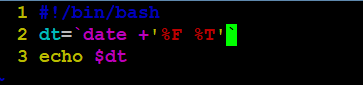 1 #!/bin/bash
2 dt=`date +'%F %T'`
3 echo $dt